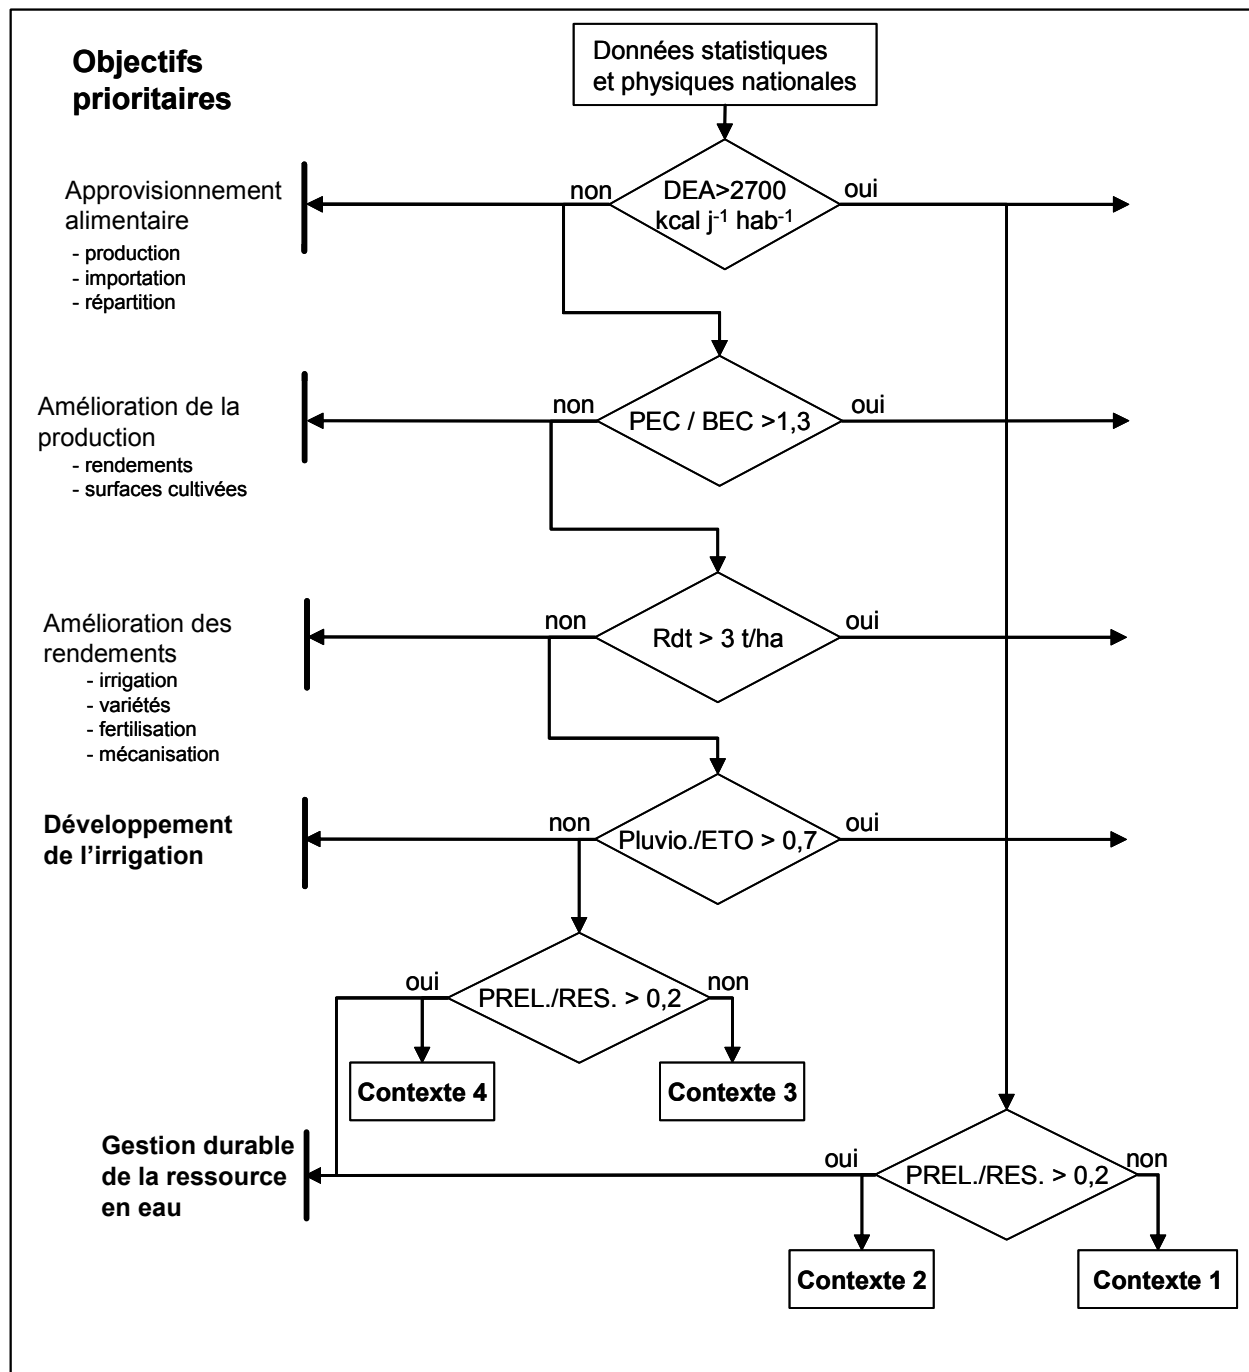 Objectifs
prioritaires
Données statistiques
et physiques nationales
non
DEA>2700
kcal j⁻¹ hab⁻¹
oui
Approvisionnement
alimentaire
- production
- importation
- répartition
non
PEC / BEC >1,3
oui
Amélioration de la
production
- rendements
- surfaces cultivées
non
Rdt > 3 t/ha
oui
Amélioration des
rendements
- irrigation
- variétés
- fertilisation
- mécanisation
non
Pluvio./ETO > 0,7
oui
Développement
de l’irrigation
oui
PREL./RES. > 0,2
non
Contexte 4
Contexte 3
Gestion durable
de la ressource
en eau
oui
PREL./RES. > 0,2
non
Contexte 2
Contexte 1